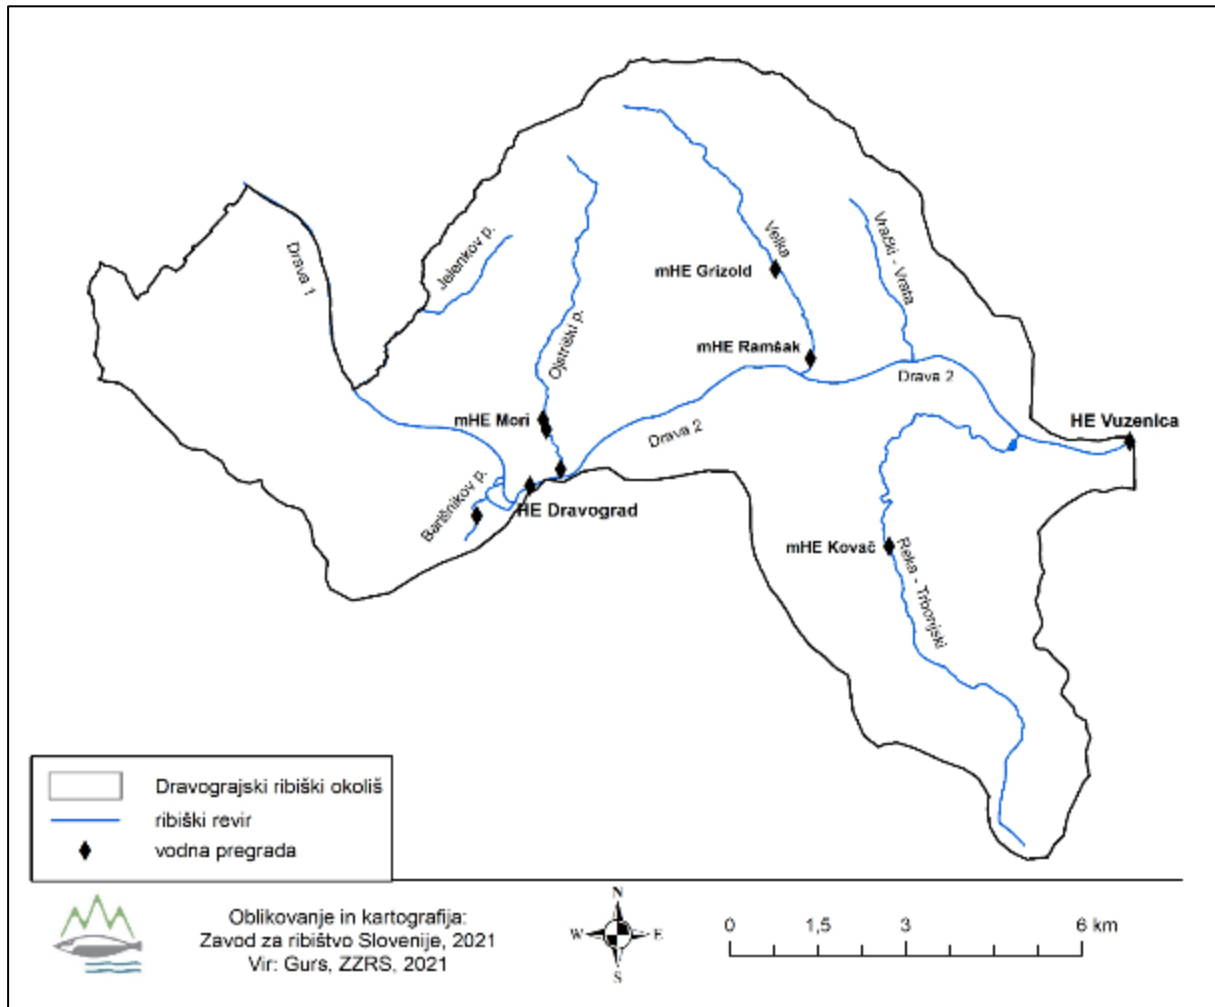 Drava 1
Jelenkov p.
Ojstriški p.
Velka
Vrački - Vrata
mHE Grizold
mHE Ramšak
Drava 2
mHE Mori
Drava 2
HE Vuzenica
Barišnikov p.
HE Dravograd
mHE Kovač
Reka - Trbonjski
Dravograjski ribiški okoliš
ribiški revir
vodna pregrada
Oblikovanje in kartografija:
Zavod za ribištvo Slovenije, 2021
Vir: Gurs, ZZRS, 2021
N
W E
S
0 1,5 3 6 km